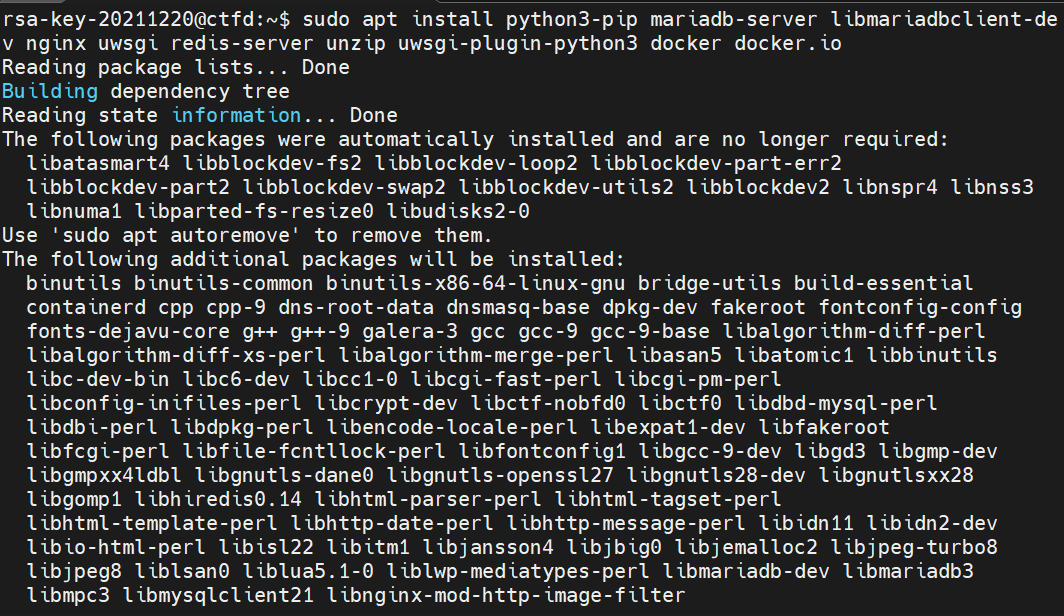 rsa-key-20211220@ctfd:~$ sudo apt install python3-pip mariadb-server libmariadbclient-de
v nginx uwsgi redis-server unzip uwsgi-plugin-python3 docker docker.io
Reading package lists... Done
Building dependency tree
Reading state information... Done
The following packages were automatically installed and are no longer required:
  libatasmart4 libblockdev-fs2 libblockdev-loop2 libblockdev-part-err2
  libblockdev-part2 libblockdev-swap2 libblockdev-utils2 libblockdev2 libnspr4 libnss3
  libnuma1 libparted-fs-resize0 libudisks2-0
Use 'sudo apt autoremove' to remove them.
The following additional packages will be installed:
  binutils binutils-common binutils-x86-64-linux-gnu bridge-utils build-essential
  containerd cpp cpp-9 dns-root-data dnsmasq-base dpkg-dev fakeroot fontconfig-config
  fonts-dejavu-core g++ g++-9 galera-3 gcc gcc-9 gcc-9-base libalgorithm-diff-perl
  libalgorithm-diff-xs-perl libalgorithm-merge-perl libasan5 libatomic1 libbinutils
  libc-dev-bin libc6-dev libcc1-0 libcgi-fast-perl libcgi-pm-perl
  libconfig-inifiles-perl libcrypt-dev libctf-nobfd0 libctf0 libdbd-mysql-perl
  libdbi-perl libdpkg-perl libencode-locale-perl libexpat1-dev libfakeroot
  libfcgi-perl libfile-fcntllock-perl libfontconfig1 libgcc-9-dev libgd3 libgmp-dev
  libgmpxx4ldbl libgnutls-dane0 libgnutls-openssl27 libgnutls28-dev libgnutlsxx28
  libgomp1 libhiredis0.14 libhtml-parser-perl libhtml-tagset-perl
  libhtml-template-perl libhttp-date-perl libhttp-message-perl libidn11 libidn2-dev
  libio-html-perl libisl22 libitm1 libjansson4 libjbig0 libjemalloc2 libjpeg-turbo8
  libjpeg8 liblsan0 liblua5.1-0 liblwp-mediatypes-perl libmariadb-dev libmariadb3
  libmpc3 libmysqlclient21 libnginx-mod-http-image-filter